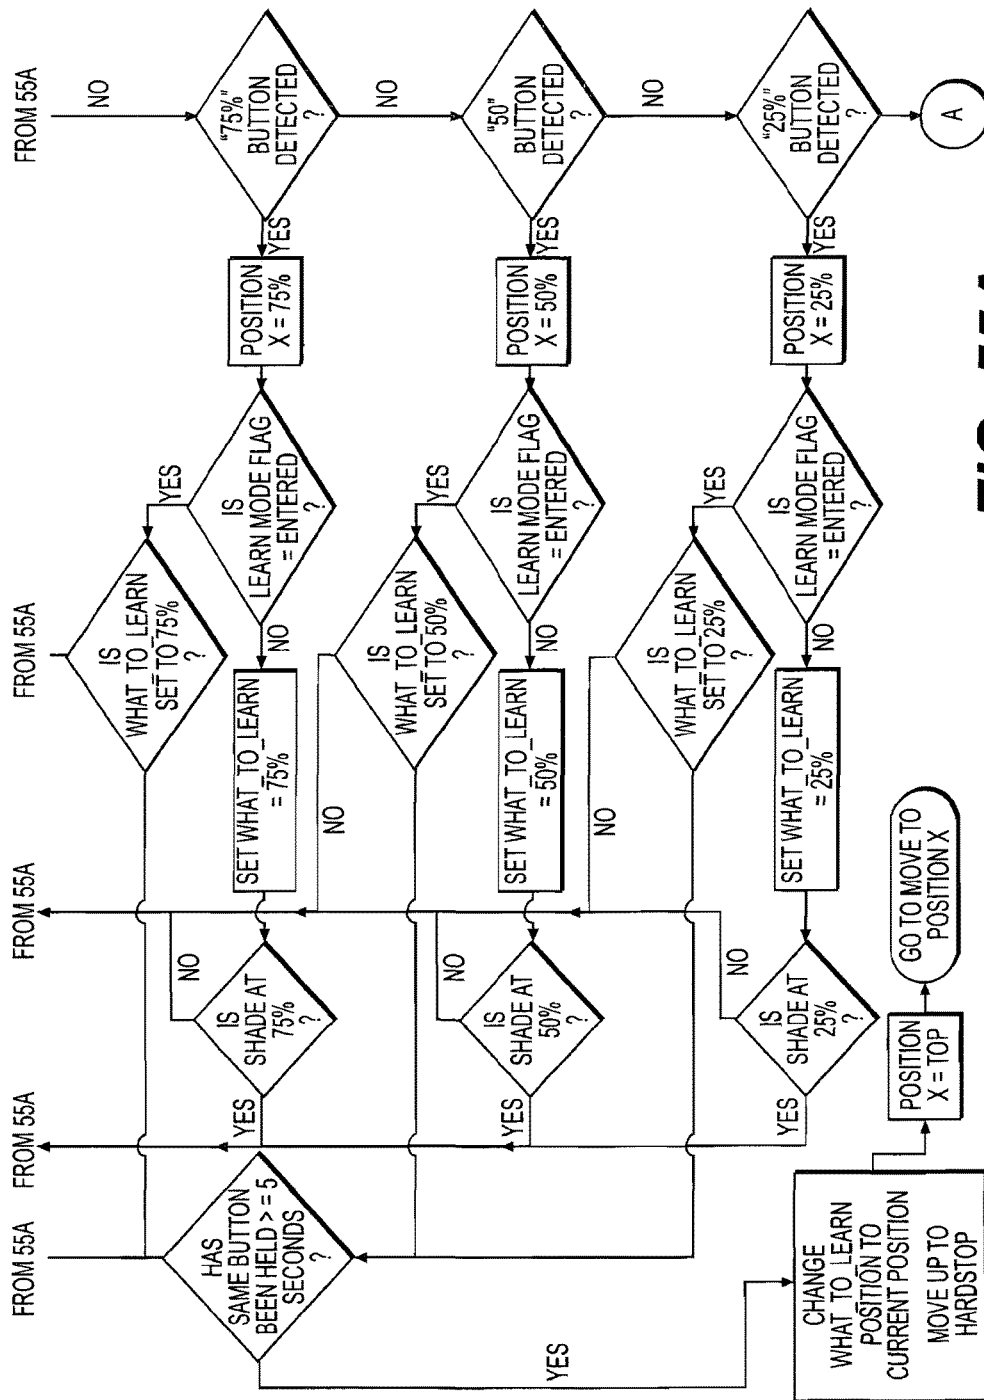 FROM 55A
FROM 55A
FROM 55A
FROM 55A
FROM 55A
NO
"75%"
BUTTON
DETECTED
?
YES
POSITION
X = 75%
IS
LEARN MODE FLAG
= ENTERED
?
YES
IS
WHAT_TO_LEARN
SET TO 75%
?
NO
SET WHAT_TO_LEARN
= 75%
IS
SHADE AT
75%
?
NO
YES
HAS
SAME BUTTON
BEEN HELD > = 5
SECONDS
?
NO
"50"
BUTTON
DETECTED
?
YES
POSITION
X = 50%
IS
LEARN MODE FLAG
= ENTERED
?
YES
IS
WHAT_TO_LEARN
SET TO 50%
?
NO
NO
SET WHAT_TO_LEARN
= 50%
IS
SHADE AT
50%
?
NO
YES
NO
"25%"
BUTTON
DETECTED
?
YES
POSITION
X = 25%
IS
LEARN MODE FLAG
= ENTERED
?
YES
IS
WHAT_TO_LEARN
SET TO 25%
?
NO
NO
SET WHAT_TO_LEARN
= 25%
IS
SHADE AT
25%
?
NO
YES
YES
CHANGE
WHAT_TO_LEARN
POSITION TO
CURRENT POSITION
MOVE UP TO
HARDSTOP
POSITION
X = TOP
GO TO MOVE TO
POSITION X
A